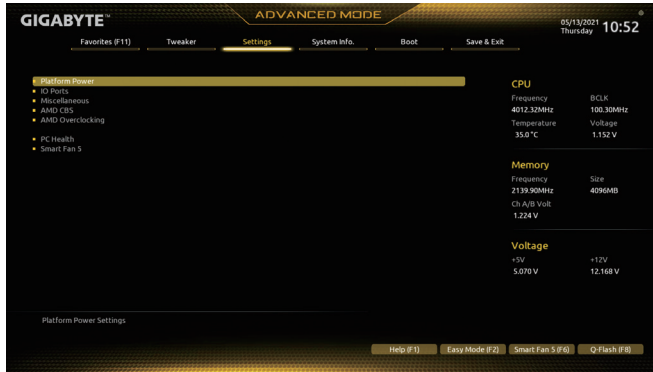 GIGABYTE™
ADVANCED MODE
05/13/2021
Thursday
10:52
Favorites (F11) Tweaker Settings System Info. Boot Save & Exit
Platform Power
IO Ports
Miscellaneous
AMD CBS
AMD Overclocking
PC Health
Smart Fan 5
CPU
Frequency BCLK
4012.32MHz 100.30MHz
Temperature Voltage
35.0 °C 1.152 V
Memory
Frequency Size
2139.90MHz 4096MB
Ch A/B Volt
1.224 V
Voltage
+5V +12V
5.070 V 12.168 V
Platform Power Settings
Help (F1) Easy Mode (F2) Smart Fan 5 (F6) Q-Flash (F8)